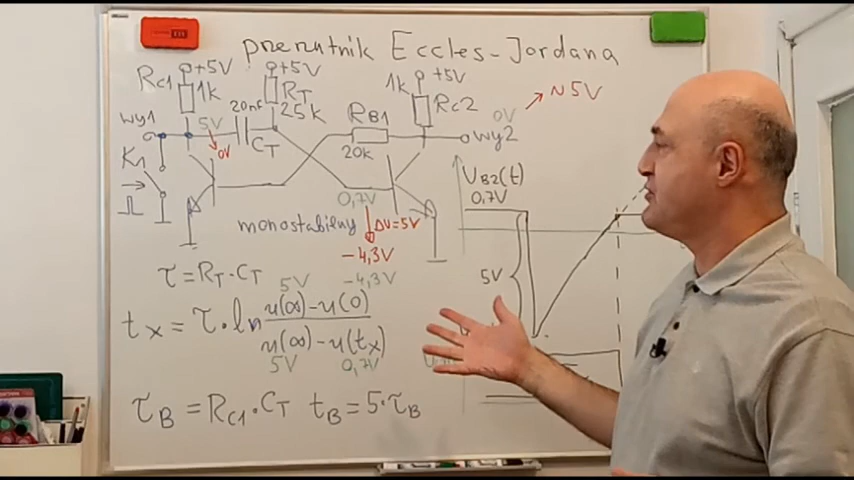 przerzutnik Eccles-Jordana
+5V
+5V
+5V
Rc1
1k
RT
25k
1k
Rc2
~5V
wy1
5V
20nF
CT
0V
RB1
20k
0V
wy2
K1
UB2(t)
0,7V
0,7V
monostabilny
ΔU=5V
-4,3V
τ=RT·CT
5V
-4,3V
5V
tx = τ·ln u(∞)-u(0)
u(∞)-u(tx)
5V
0,7V
τB = Rc1·CT tB = 5·τB